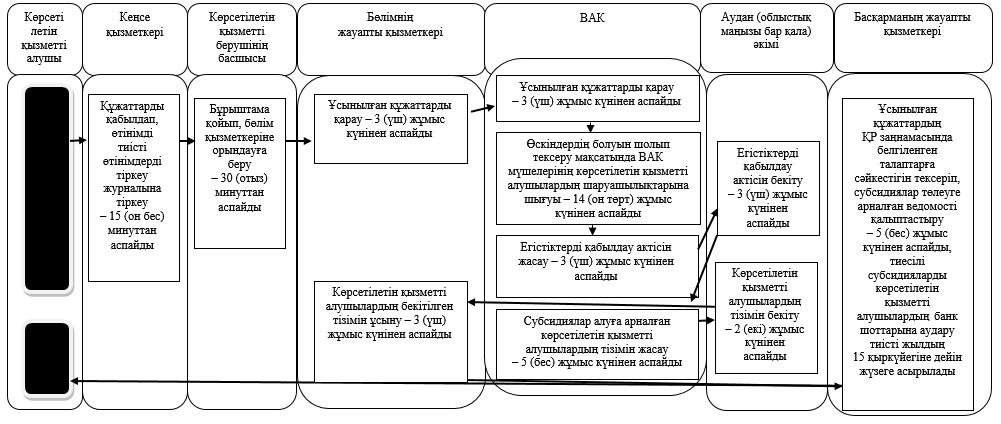 Көрсеті
летін
қызметті
алушы
Кеңсе
қызметкері
Көрсетілетін
қызметті
берушінің
басшысы
Бөлімнің
жауапты қызметкері
ВАК
Аудан (облыстық
маңызы бар қала)
әкімі
Басқарманың жауапты
қызметкері
Құжаттарды
қабылдап,
өтінімді
тиісті
өтінімдерді
тіркеу
журналына
тіркеу
– 15 (он бес)
минуттан
аспайды
Бұрыштама
қойып, бөлім
қызметкеріне
орындауға
беру
– 30 (отыз)
минуттан
аспайды
Ұсынылған құжаттарды
қарау – 3 (үш) жұмыс
күнінен аспайды
Көрсетілетін қызметті
алушылардың бекітілген
тізімін ұсыну – 3 (үш)
жұмыс күнінен аспайды
Ұсынылған құжаттарды қарау
– 3 (үш) жұмыс күнінен аспайды
Өскіндердің болуын шолып
тексеру мақсатында ВАК
мүшелерінің көрсетілетін қызметті
алушылардың шаруашылықтарына
шығуы – 14 (он төрт) жұмыс
күнінен аспайды
Егістіктерді қабылдау актісін
жасау – 3 (үш) жұмыс күнінен
аспайды
Субсидиялар алуға арналған
көрсетілетін қызметті
алушылардың тізімін жасау
– 5 (бес) жұмыс күнінен аспайды
Егістіктерді
қабылдау
актісін бекіту
– 3 (үш) жұмыс
күнінен
аспайды
Көрсетілетін
қызметті
алушылардың
тізімін бекіту
– 2 (екі) жұмыс
күнінен
аспайды
Ұсынылған
құжаттардың
ҚР заңнамасында
белгіленген
талаптарға
сәйкестігін тексеріп,
субсидиялар төлеуге
арналған ведомості
қалыптастыру
– 5 (бес) жұмыс
күнінен аспайды,
тиесілі
субсидияларды
көрсетілетін
қызметті
алушылардың банк
шоттарына аудару
тиісті жылдың
15 қыркүйегіне дейін
жүзеге асырылады